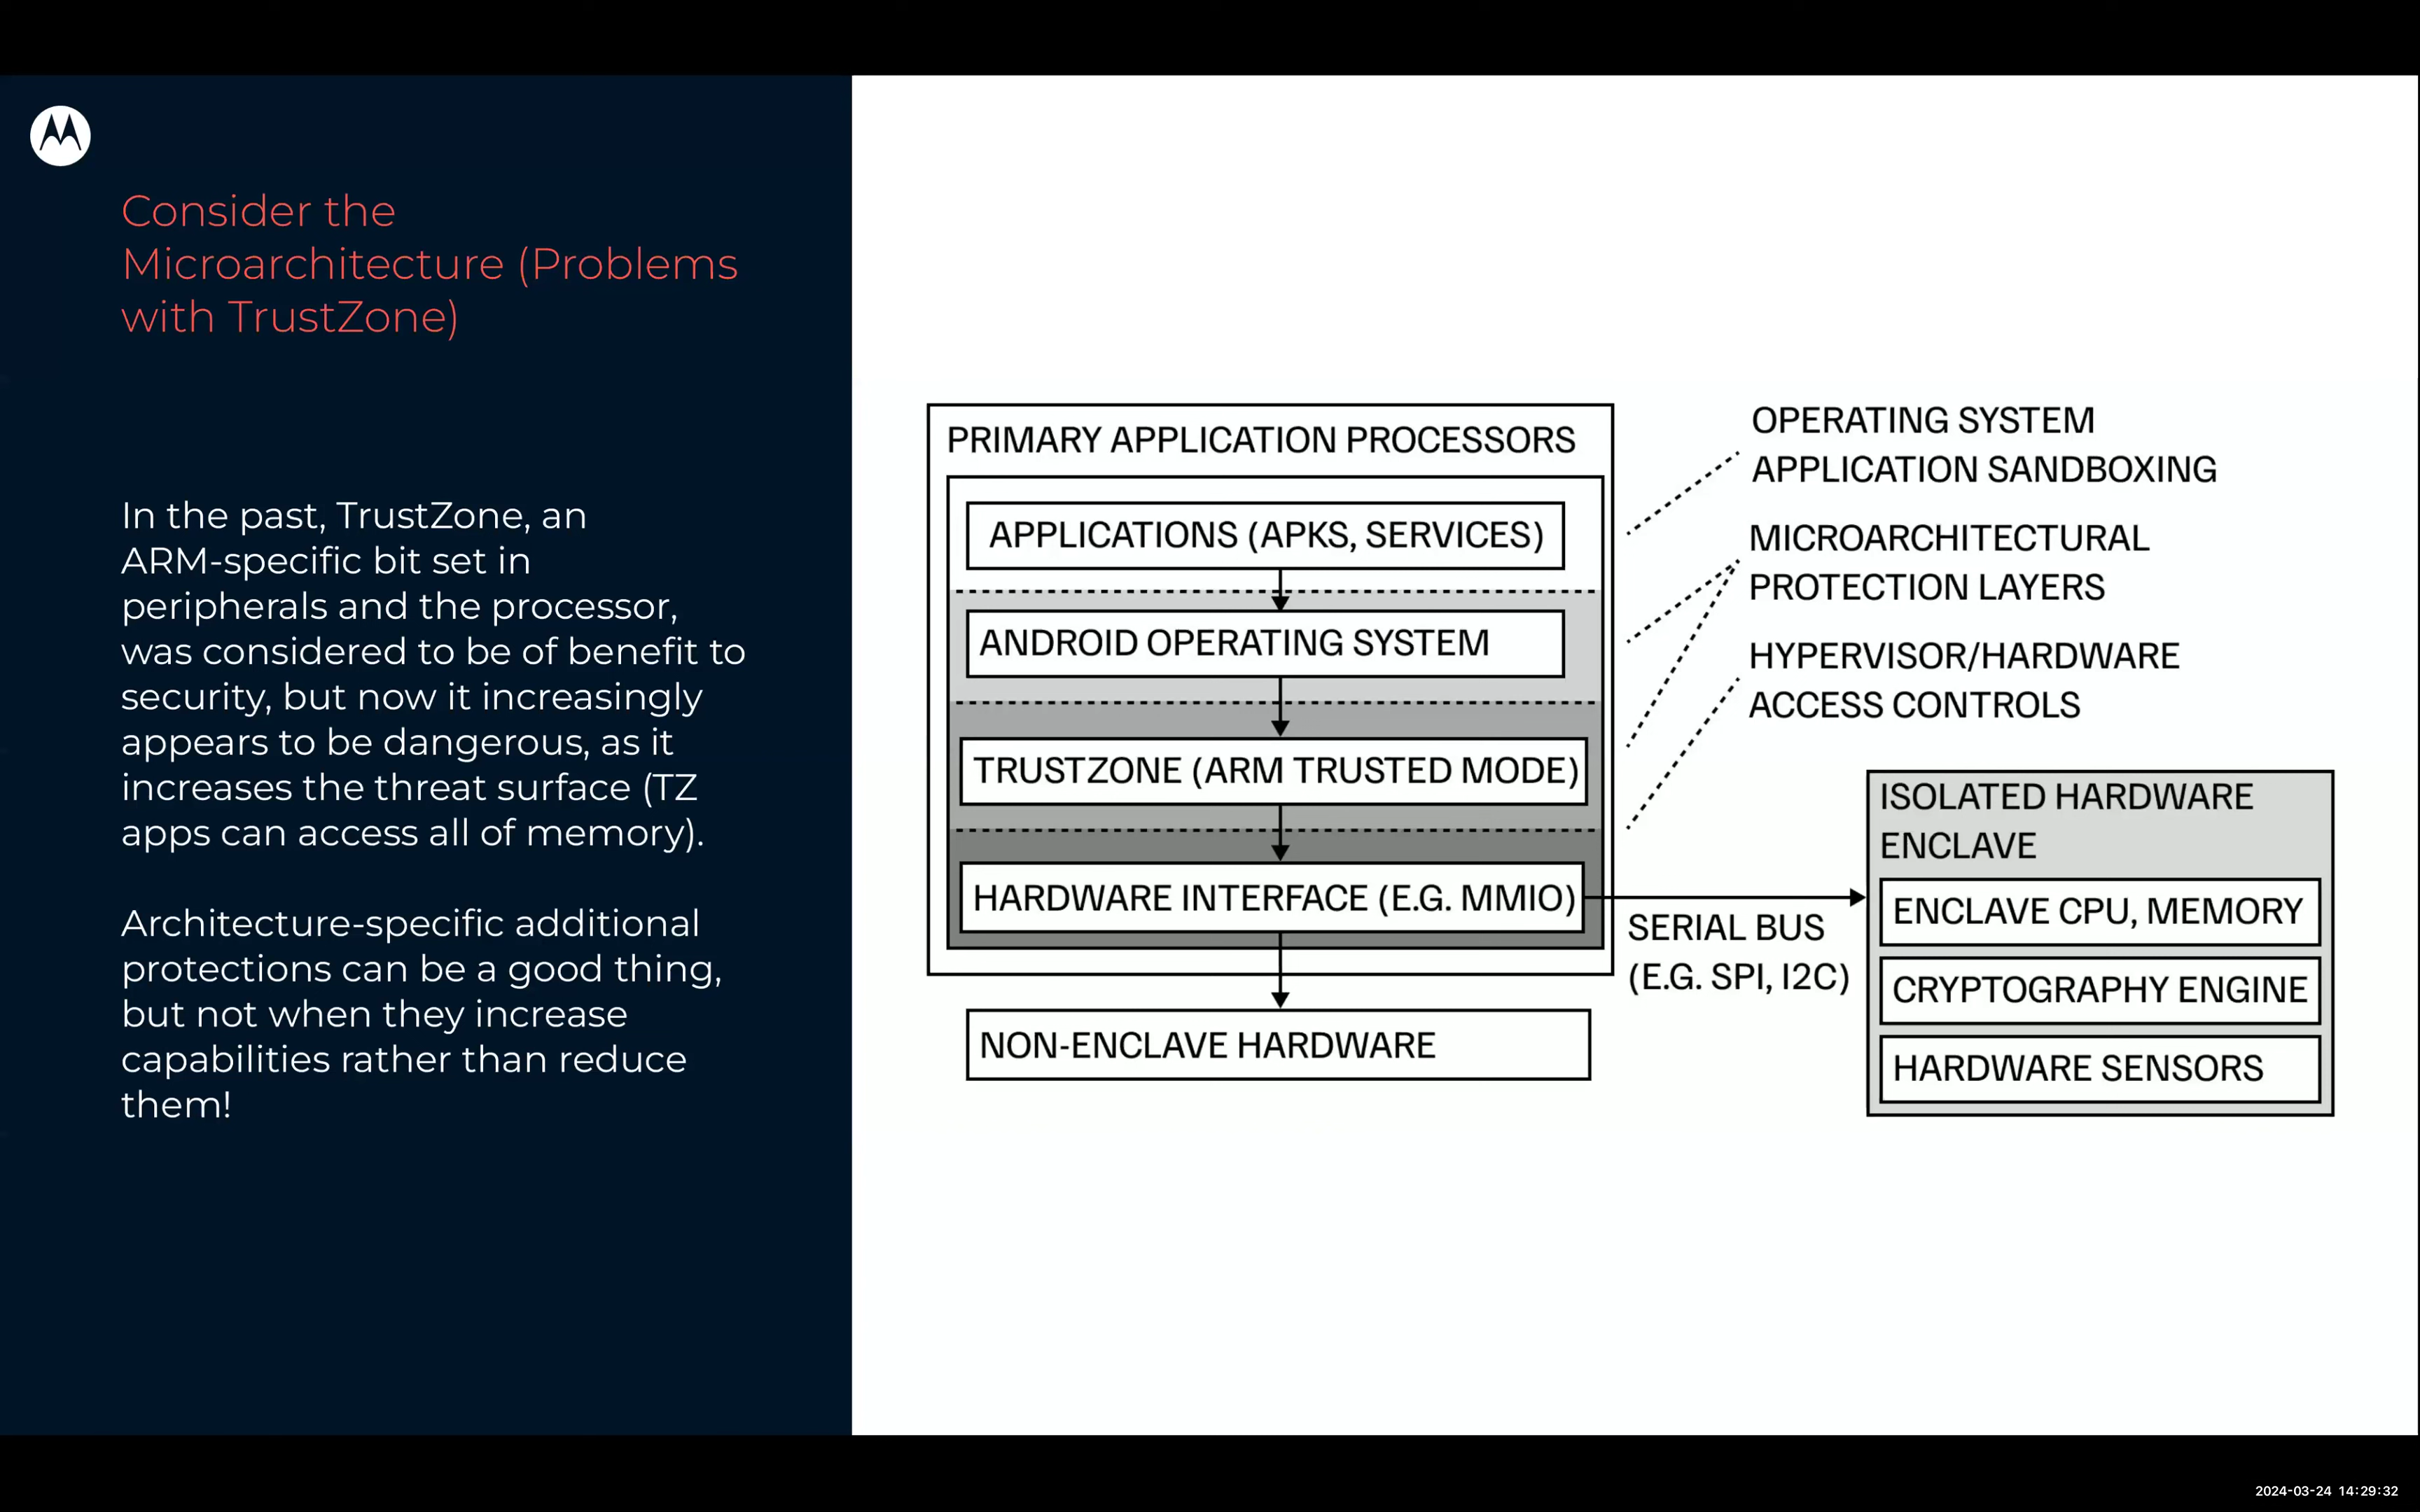 Consider the
Microarchitecture (Problems
with TrustZone)
In the past, TrustZone, an
ARM-specific bit set in
peripherals and the processor,
was considered to be of benefit to
security, but now it increasingly
appears to be dangerous, as it
increases the threat surface (TZ
apps can access all of memory).
Architecture-specific additional
protections can be a good thing,
but not when they increase
capabilities rather than reduce
them!
PRIMARY APPLICATION PROCESSORS
APPLICATIONS (APKS, SERVICES)
ANDROID OPERATING SYSTEM
TRUSTZONE (ARM TRUSTED MODE)
HARDWARE INTERFACE (E.G. MMIO)
NON-ENCLAVE HARDWARE
OPERATING SYSTEM
APPLICATION SANDBOXING
MICROARCHITECTURAL
PROTECTION LAYERS
HYPERVISOR/HARDWARE
ACCESS CONTROLS
SERIAL BUS
(E.G. SPI, I2C)
ISOLATED HARDWARE
ENCLAVE
ENCLAVE CPU, MEMORY
CRYPTOGRAPHY ENGINE
HARDWARE SENSORS
2024-03-24 14:29:32